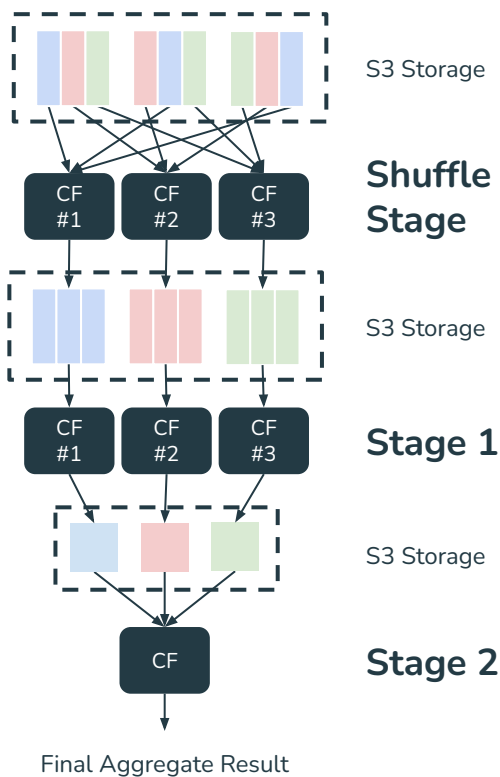 S3 Storage
CF
#1
CF
#2
CF
#3
Shuffle
Stage
S3 Storage
CF
#1
CF
#2
CF
#3
Stage 1
S3 Storage
CF
Stage 2
Final Aggregate Result